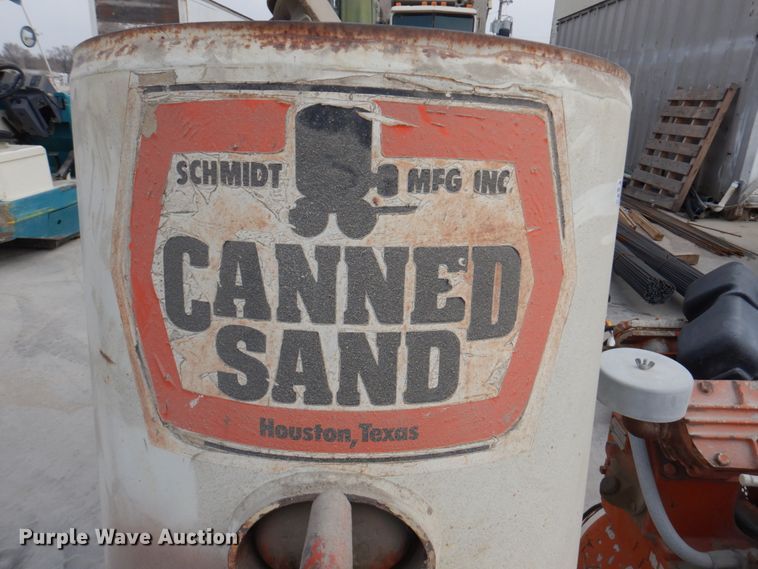 SCHMIDT MFG INC.
CANNED
SAND
Houston, Texas
Purple Wave Auction